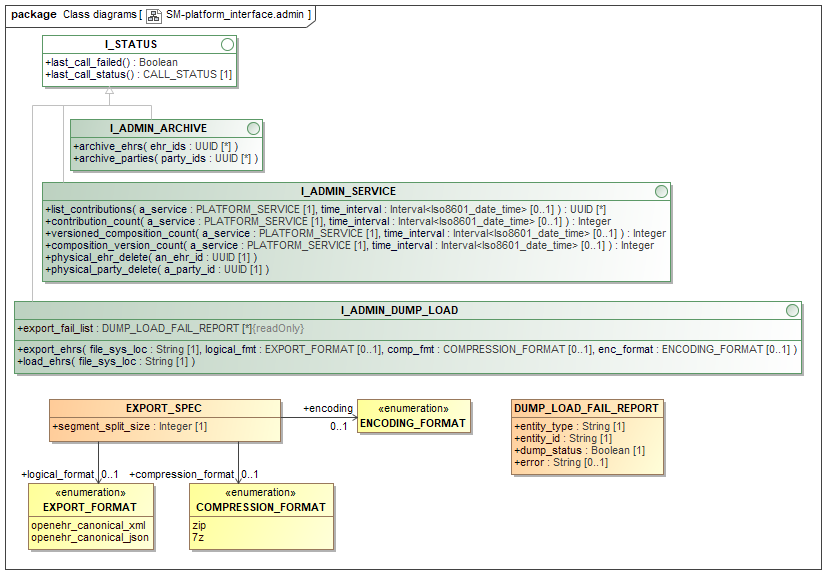 package Class diagrams [ SM-platform_interface.admin ]
I_STATUS
+last_call_failed() : Boolean
+last_call_status() : CALL_STATUS [1]
I_ADMIN_ARCHIVE
+archive_ehrs( ehr_ids : UUID [*] )
+archive_parties( party_ids : UUID [*] )
I_ADMIN_SERVICE
+list_contributions( a_service : PLATFORM_SERVICE [1], time_interval : Interval<Iso8601_date_time> [0..1] ) : UUID [*]
+contribution_count( a_service : PLATFORM_SERVICE [1], time_interval : Interval<Iso8601_date_time> [0..1] ) : Integer
+versioned_composition_count( a_service : PLATFORM_SERVICE [1], time_interval : Interval<Iso8601_date_time> [0..1] ) : Integer
+composition_version_count( a_service : PLATFORM_SERVICE [1], time_interval : Interval<Iso8601_date_time> [0..1] ) : Integer
+physical_ehr_delete( an_ehr_id : UUID [1] )
+physical_party_delete( a_party_id : UUID [1] )
I_ADMIN_DUMP_LOAD
+export_fail_list : DUMP_LOAD_FAIL_REPORT [*]{readOnly}
+export_ehrs( file_sys_loc : String [1], logical_fmt : EXPORT_FORMAT [0..1], comp_fmt : COMPRESSION_FORMAT [0..1], enc_format : ENCODING_FORMAT [0..1] )
+load_ehrs( file_sys_loc : String [1] )
EXPORT_SPEC
+segment_split_size : Integer [1]
+encoding
0..1
«enumeration»
ENCODING_FORMAT
DUMP_LOAD_FAIL_REPORT
+entity_type : String [1]
+entity_id : String [1]
+dump_status : Boolean [1]
+error : String [0..1]
+logical_format 0..1
+compression_format 0..1
«enumeration»
EXPORT_FORMAT
openehr_canonical_xml
openehr_canonical_json
«enumeration»
COMPRESSION_FORMAT
zip
7z